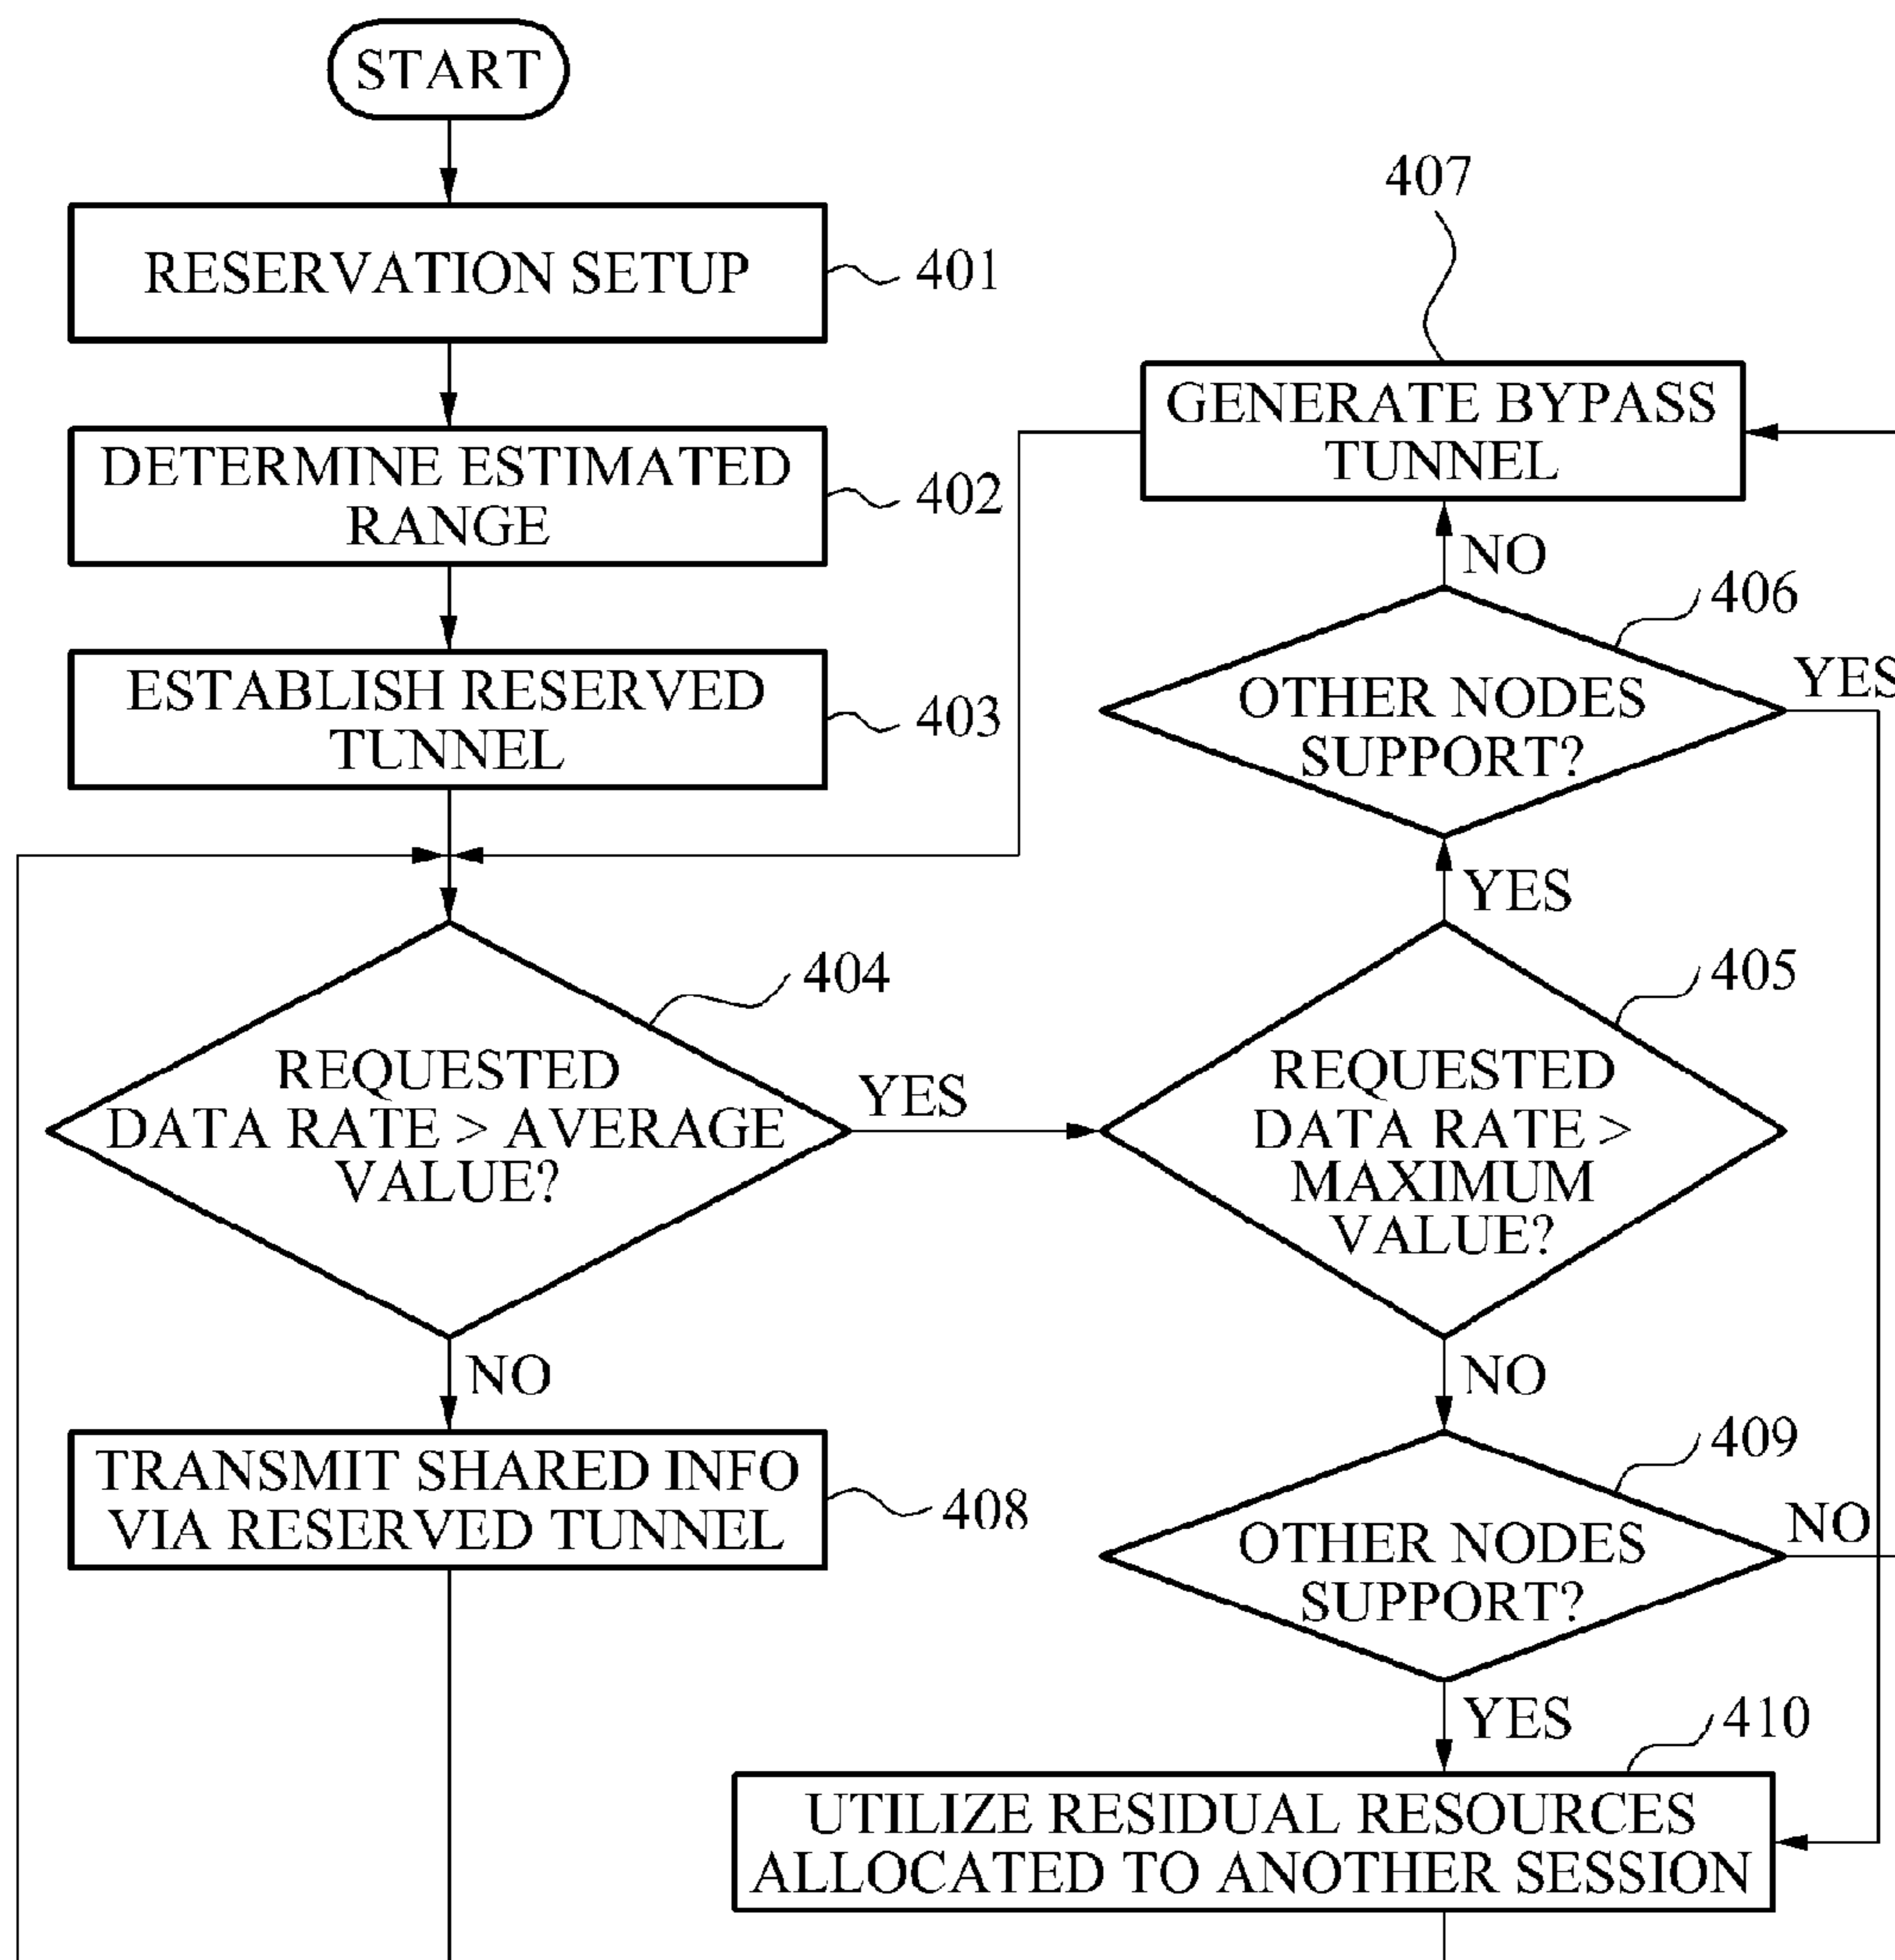 START
RESERVATION SETUP
401
DETERMINE ESTIMATED
RANGE
402
ESTABLISH RESERVED
TUNNEL
403
REQUESTED
DATA RATE > AVERAGE
VALUE?
404
YES
NO
TRANSMIT SHARED INFO
VIA RESERVED TUNNEL
408
407
GENERATE BYPASS
TUNNEL
NO
406
OTHER NODES
SUPPORT?
YES
YES
405
REQUESTED
DATA RATE >
MAXIMUM
VALUE?
NO
409
OTHER NODES
SUPPORT?
NO
YES
410
UTILIZE RESIDUAL RESOURCES
ALLOCATED TO ANOTHER SESSION